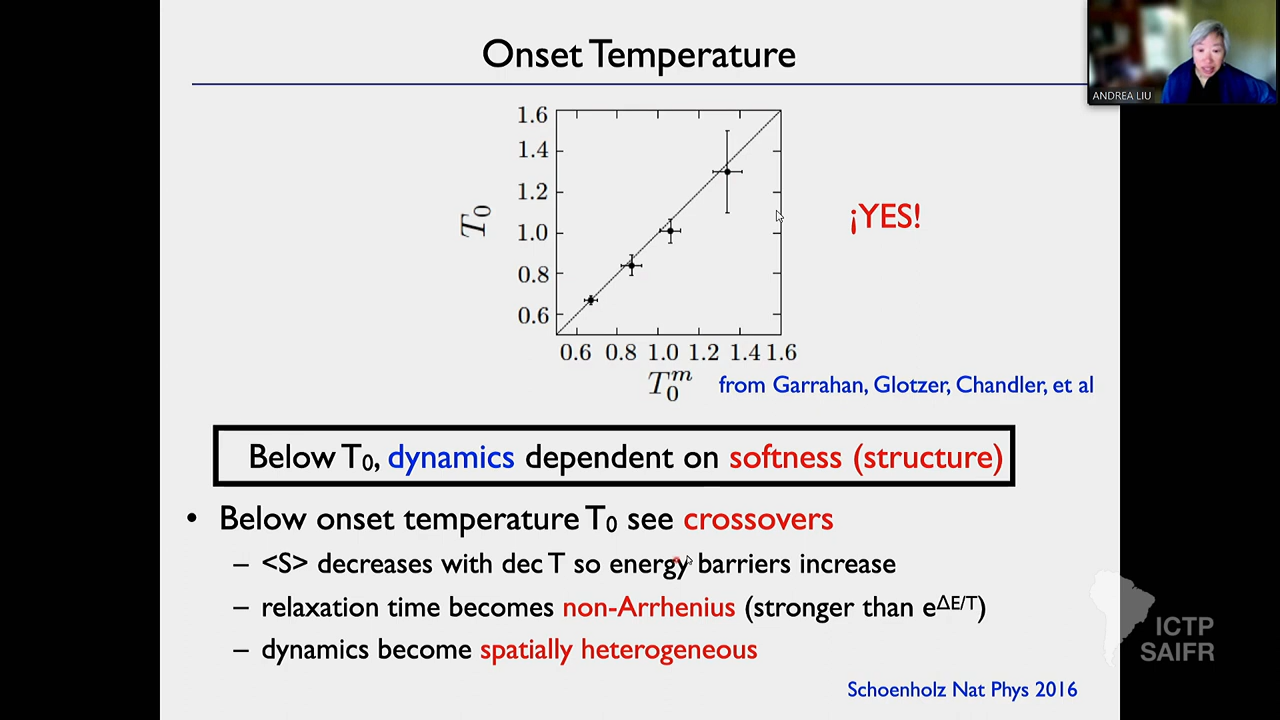 Onset Temperature
ANDREA LIU
1.6
1.4
1.2
1.0
0.8
0.6
T₀
¡YES!
0.6 0.8 1.0 1.2 1.4 1.6
T₀ᵐ
from Garrahan, Glotzer, Chandler, et al
Below T₀, dynamics dependent on softness (structure)
• Below onset temperature T₀ see crossovers
– <S> decreases with dec T so energy barriers increase
– relaxation time becomes non-Arrhenius (stronger than e^ΔE/T)
– dynamics become spatially heterogeneous
ICTP
SAIFR
Schoenholz Nat Phys 2016